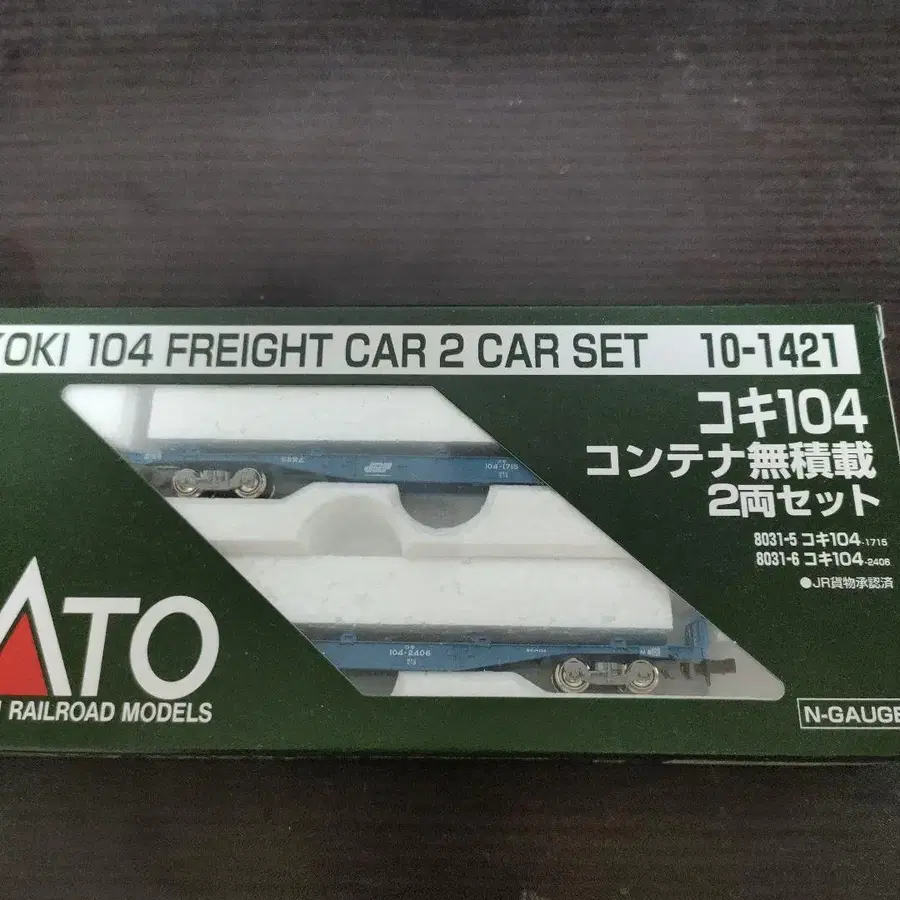 OKI 104 FREIGHT CAR 2 CAR SET 10-1421
コキ104
コンテナ無積載
2両セット
8031-5 コキ104-1715
8031-6 コキ104-2406
●JR貨物承認済
104-1715
104-2406
ATO
RAILROAD MODELS
N-GAUGE